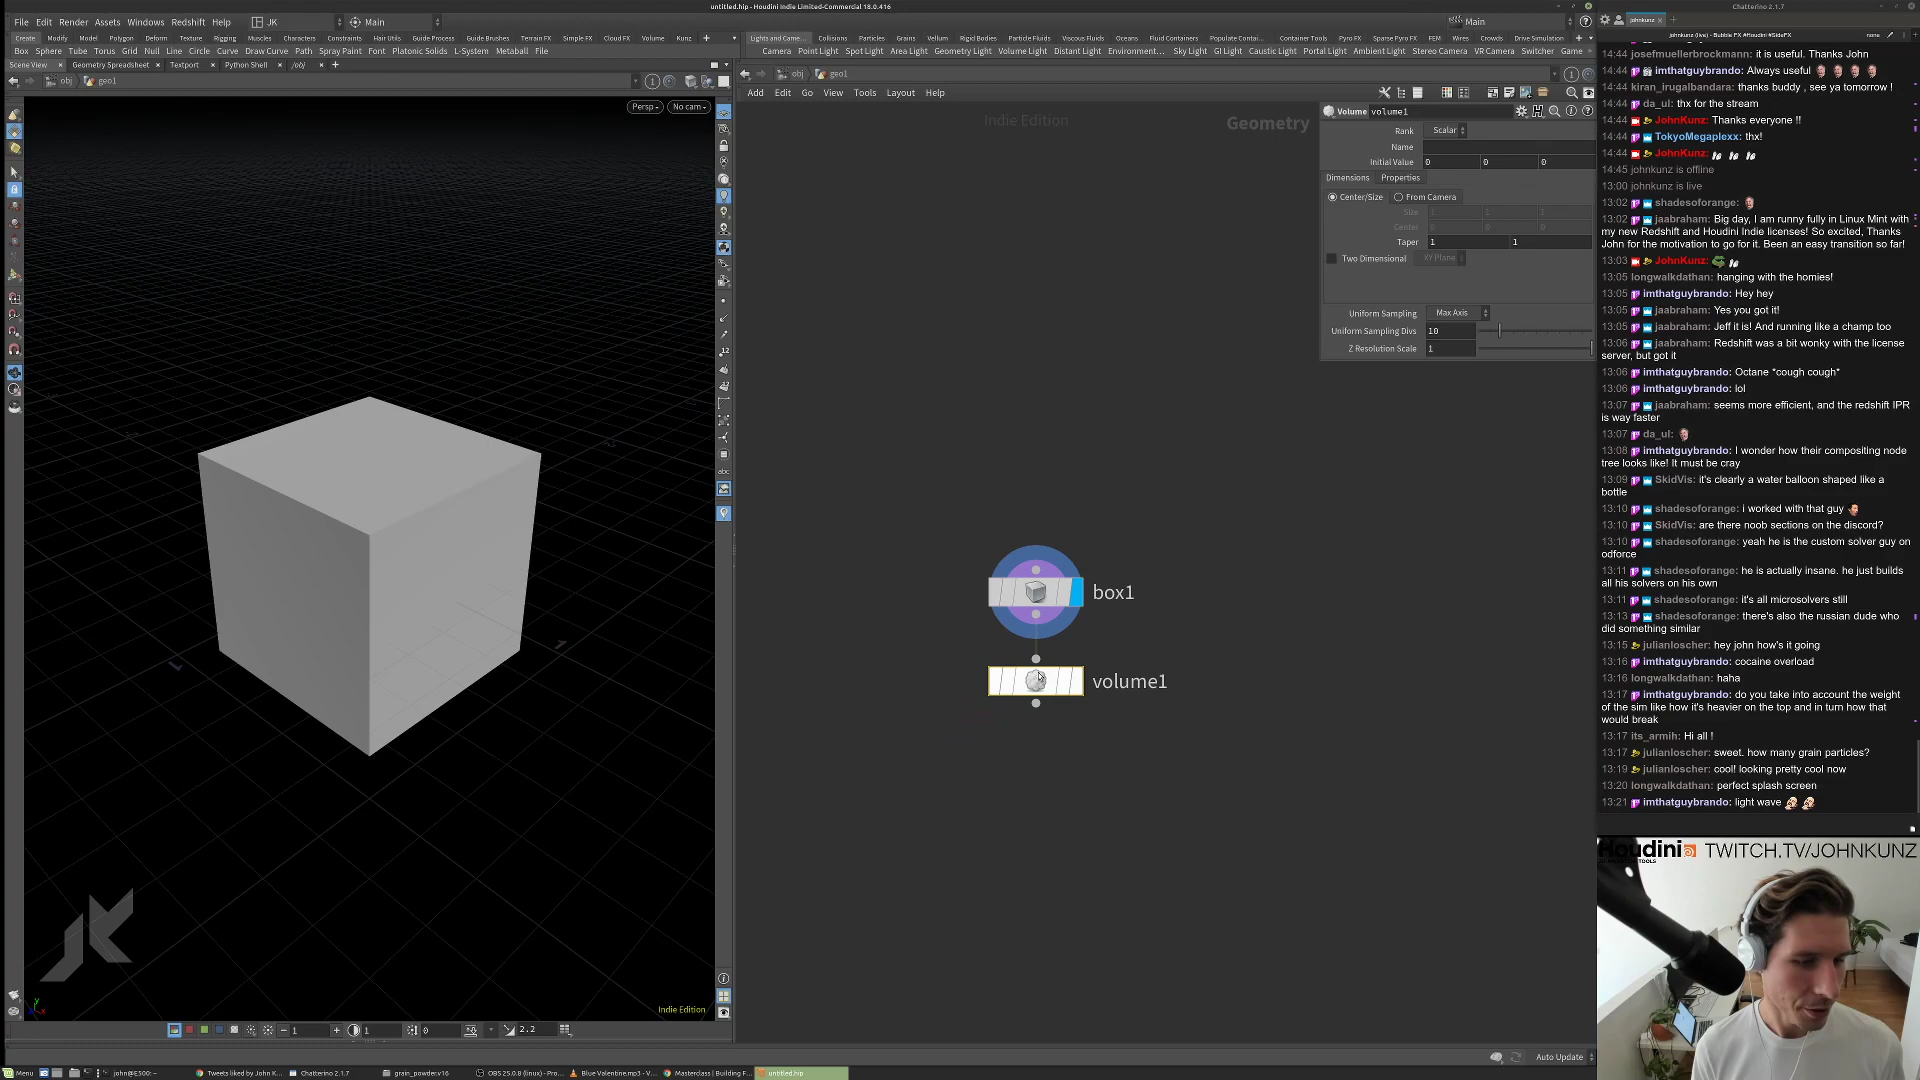 untitled.hip - Houdini Indie Limited-Commercial 18.0.416
Chatterino 2.1.7
File Edit Render Assets Windows Redshift Help JK Main
Main
Create Modify Model Polygon Deform Texture Rigging Muscles Characters Constraints Hair Utils Guide Process Guide Brushes Terrain FX Simple FX Cloud FX Volume Kunz
Lights and Came... Collisions Particles Grains Vellum Rigid Bodies Particle Fluids Viscous Fluids Oceans Fluid Containers Populate Contai... Container Tools Pyro FX Sparse Pyro FX FEM Wires Crowds Drive Simulation
Box Sphere Tube Torus Grid Null Line Circle Curve Draw Curve Path Spray Paint Font Platonic Solids L-System Metaball File
Camera Point Light Spot Light Area Light Geometry Light Volume Light Distant Light Environment... Sky Light GI Light Caustic Light Portal Light Ambient Light Stereo Camera VR Camera Switcher Game
Scene View Geometry Spreadsheet Textport Python Shell /obj
obj geo1
obj geo1
Add Edit Go View Tools Layout Help
Persp No cam
Indie Edition
Geometry
Volume volume1
Rank Scalar
Name
Initial Value 0 0 0
Dimensions Properties
Center/Size From Camera
Size 1 1 1
Center 0 0 0
Taper 1 1
Two Dimensional XY Plane
Uniform Sampling Max Axis
Uniform Sampling Divs 10
Z Resolution Scale 1
box1
volume1
abc
JK
Indie Edition
1 1 0 2.2
Auto Update
johnkunz
johnkunz (live) - Bubble FX #Houdini #SideFX
none
14:44 josefmuellerbrockmann: it is useful. Thanks John
14:44 imthatguybrando: Always useful
14:44 kiran_irugalbandara: thanks buddy , see ya tomorrow !
14:44 da_ul: thx for the stream
14:44 JohnKunz: Thanks everyone !!
14:44 TokyoMegaplexx: thx!
14:44 JohnKunz:
14:45 johnkunz is offline
13:00 johnkunz is live
13:02 shadesoforange:
13:02 jaabraham: Big day, I am runny fully in Linux Mint with
my new Redshift and Houdini Indie licenses! So excited, Thanks
John for the motivation to go for it. Been an easy transition so far!
13:03 JohnKunz:
13:05 longwalkdathan: hanging with the homies!
13:05 imthatguybrando: Hey hey
13:05 jaabraham: Yes you got it!
13:05 jaabraham: Jeff it is! And running like a champ too
13:06 jaabraham: Redshift was a bit wonky with the license
server, but got it
13:06 imthatguybrando: Octane *cough cough*
13:06 imthatguybrando: lol
13:07 jaabraham: seems more efficient, and the redshift IPR
is way faster
13:07 da_ul:
13:08 imthatguybrando: I wonder how their compositing node
tree looks like! It must be cray
13:09 SkidVis: it's clearly a water balloon shaped like a
bottle
13:10 shadesoforange: i worked with that guy
13:10 SkidVis: are there noob sections on the discord?
13:10 shadesoforange: yeah he is the custom solver guy on
odforce
13:11 shadesoforange: he is actually insane. he just builds
all his solvers on his own
13:11 shadesoforange: it's all microsolvers still
13:13 shadesoforange: there's also the russian dude who
did something similar
13:15 julianloscher: hey john how's it going
13:16 imthatguybrando: cocaine overload
13:16 longwalkdathan: haha
13:17 imthatguybrando: do you take into account the weight
of the sim like how it's heavier on the top and in turn how that
would break
13:17 its_armih: Hi all !
13:17 julianloscher: sweet. how many grain particles?
13:19 julianloscher: cool! looking pretty cool now
13:20 longwalkdathan: perfect splash screen
13:21 imthatguybrando: light wave
Houdini TWITCH.TV/JOHNKUNZ
Menu john@E500: ~ Tweets liked by John K... Chatterino 2.1.7 grain_powder.v16 OBS 25.0.8 (linux) - Pro... Blue Valentine.mp3 - V... Masterclass | Building F... untitled.hip